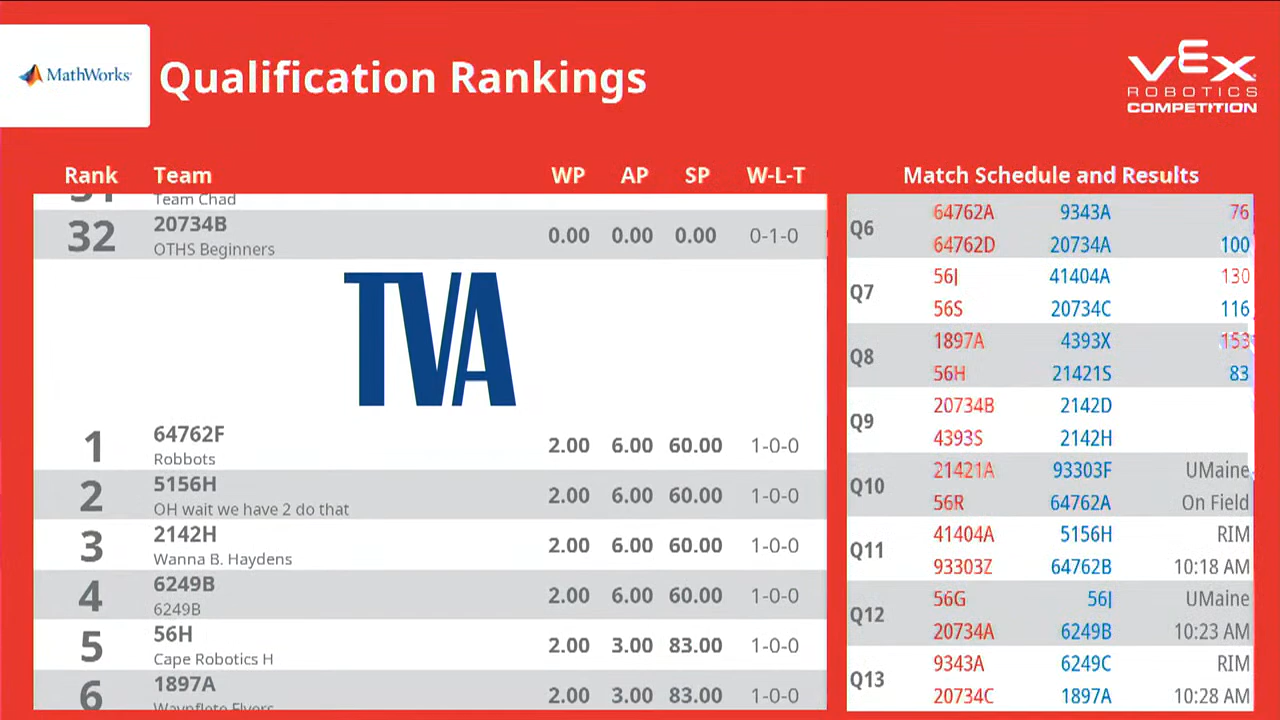 MathWorks
Qualification Rankings
VEX
ROBOTICS
COMPETITION
Rank Team WP AP SP W-L-T
Team Chad
32 20734B 0.00 0.00 0.00 0-1-0
OTHS Beginners
TVA
1 64762F 2.00 6.00 60.00 1-0-0
Robbots
2 5156H 2.00 6.00 60.00 1-0-0
OH wait we have 2 do that
3 2142H 2.00 6.00 60.00 1-0-0
Wanna B. Haydens
4 6249B 2.00 6.00 60.00 1-0-0
6249B
5 56H 2.00 3.00 83.00 1-0-0
Cape Robotics H
6 1897A 2.00 3.00 83.00 1-0-0
Match Schedule and Results
Q6 64762A 9343A 76
64762D 20734A 100
Q7 56J 41404A 130
56S 20734C 116
Q8 1897A 4393X 153
56H 21421S 83
Q9 20734B 2142D
4393S 2142H
Q10 21421A 93303F UMaine
56R 64762A On Field
Q11 41404A 5156H RIM
93303Z 64762B 10:18 AM
Q12 56G 56J UMaine
20734A 6249B 10:23 AM
Q13 9343A 6249C RIM
20734C 1897A 10:28 AM